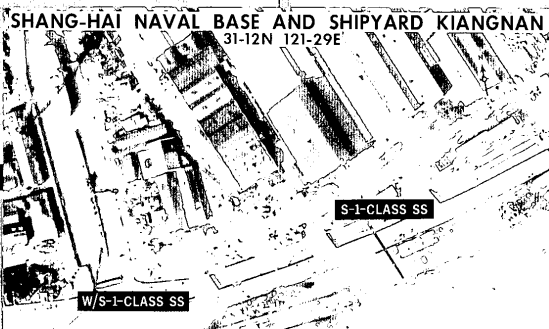 SHANG-HAI NAVAL BASE AND SHIPYARD KIANGNAN
31-12N 121-29E
S-1-CLASS SS
W/S-1-CLASS SS